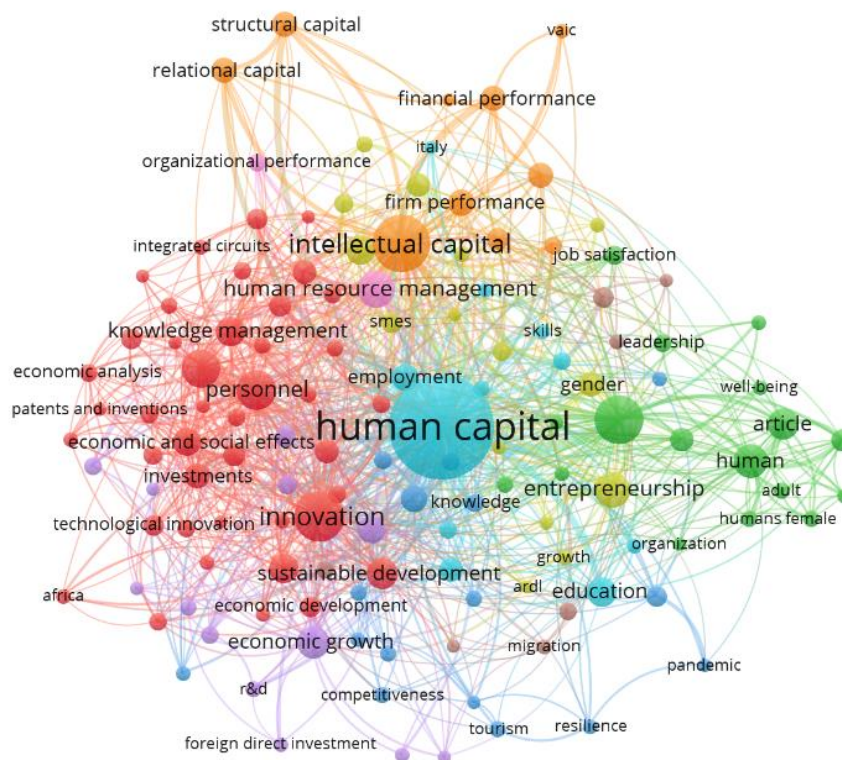 structural capital
vaic
relational capital
financial performance
italy
organizational performance
firm performance
integrated circuits
intellectual capital
job satisfaction
human resource management
smes
skills
knowledge management
leadership
economic analysis
employment
gender
well-being
personnel
patents and inventions
human capital
article
economic and social effects
human
investments
entrepreneurship
adult
knowledge
innovation
technological innovation
humans female
organization
growth
sustainable development
ardl
education
africa
economic development
economic growth
migration
pandemic
r&d
competitiveness
tourism
resilience
foreign direct investment